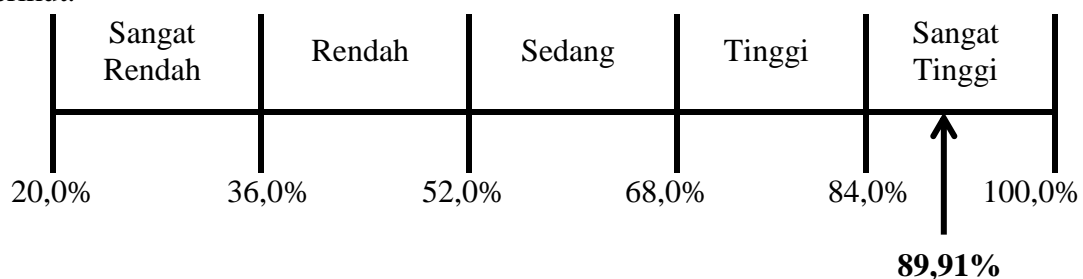 Sangat Rendah
Rendah
Sedang
Tinggi
Sangat Tinggi
20,0% 36,0% 52,0% 68,0% 84,0% 100,0%
89,91%